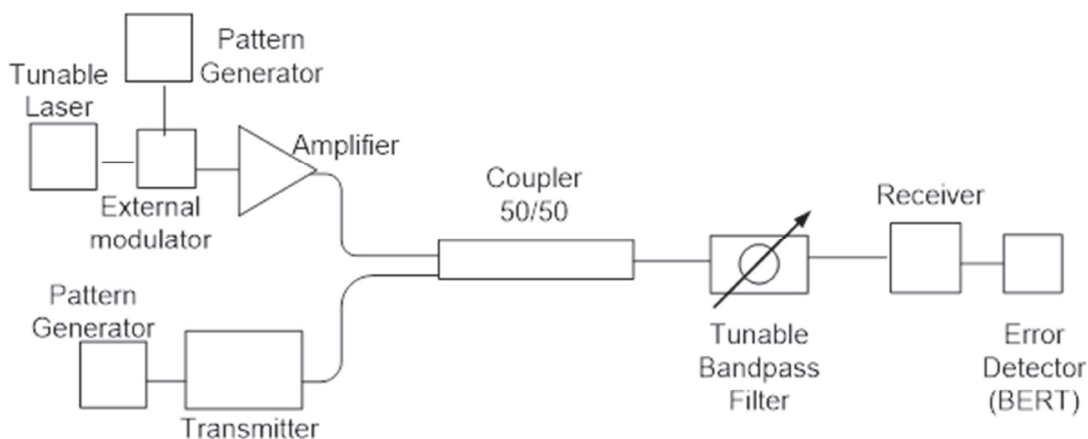 Pattern
Generator
Tunable
Laser
Amplifier
External
modulator
Coupler
50/50
Receiver
Pattern
Generator
Transmitter
Tunable
Bandpass
Filter
Error
Detector
(BERT)